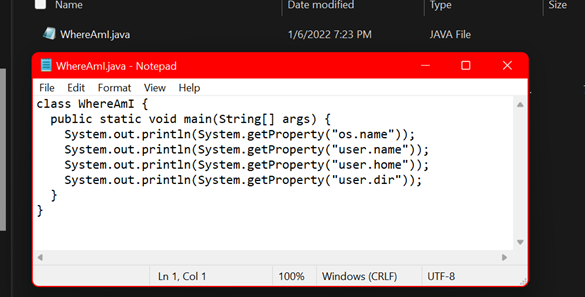 Name Date modified Type Size
WhereAmI.java 1/6/2022 7:23 PM JAVA File
WhereAmI.java - Notepad
File Edit Format View Help
class WhereAmI {
  public static void main(String[] args) {
    System.out.println(System.getProperty("os.name"));
    System.out.println(System.getProperty("user.name"));
    System.out.println(System.getProperty("user.home"));
    System.out.println(System.getProperty("user.dir"));
  }
}
Ln 1, Col 1 100% Windows (CRLF) UTF-8